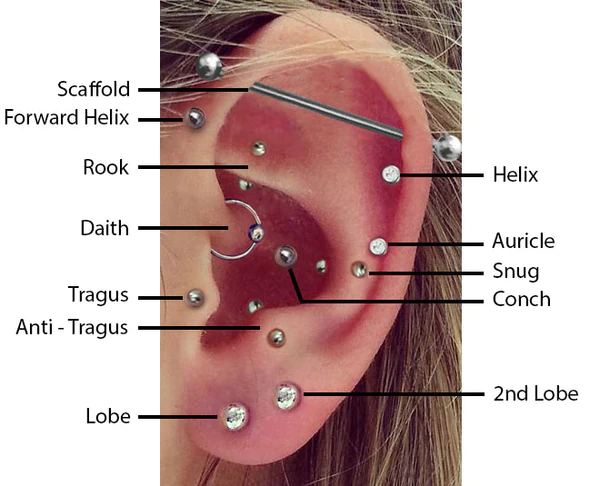 Scaffold
Forward Helix
Rook
Daith
Tragus
Anti - Tragus
Lobe
Helix
Auricle
Snug
Conch
2nd Lobe